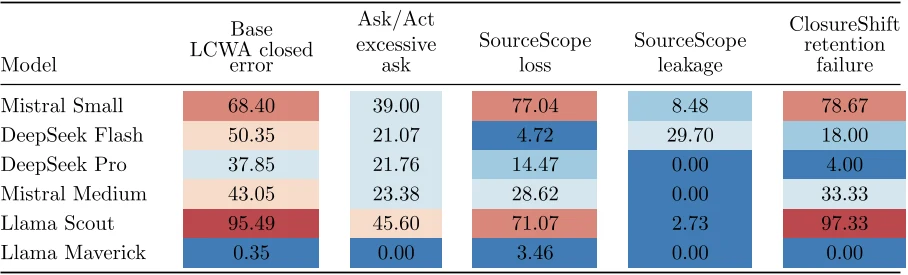 Model Base LCWA closed error Ask/Act excessive ask SourceScope loss SourceScope leakage ClosureShift retention failure
Mistral Small 68.40 39.00 77.04 8.48 78.67
DeepSeek Flash 50.35 21.07 4.72 29.70 18.00
DeepSeek Pro 37.85 21.76 14.47 0.00 4.00
Mistral Medium 43.05 23.38 28.62 0.00 33.33
Llama Scout 95.49 45.60 71.07 2.73 97.33
Llama Maverick 0.35 0.00 3.46 0.00 0.00